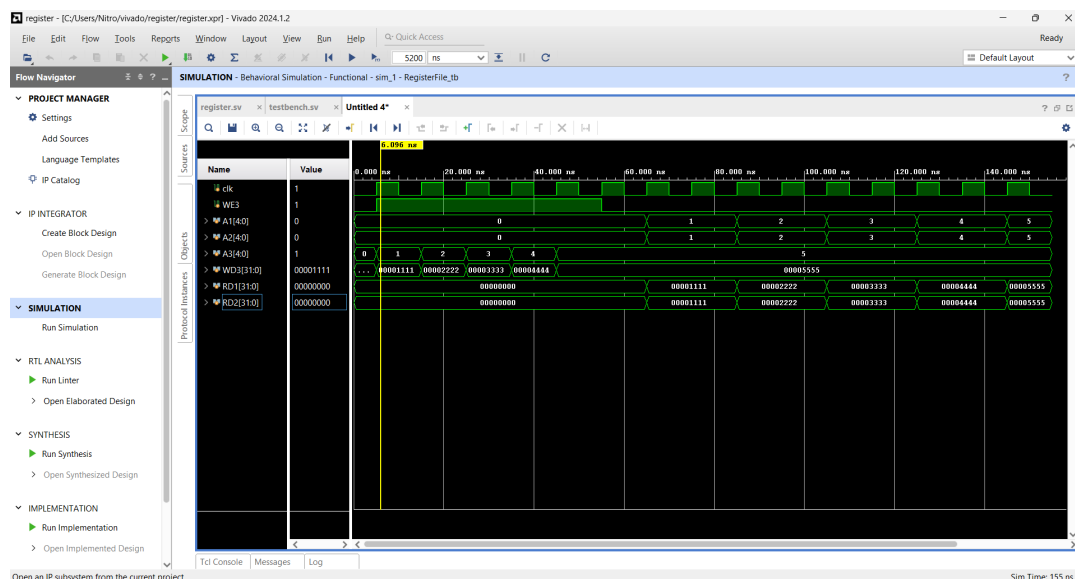 register - [C:/Users/Nitro/vivado/register/register.xpr] - Vivado 2024.1.2
File Edit Flow Tools Reports Window Layout View Run Help Q- Quick Access Ready
5200 ns Default Layout
Flow Navigator
SIMULATION - Behavioral Simulation - Functional - sim_1 - RegisterFile_tb
PROJECT MANAGER
Settings
Add Sources
Language Templates
IP Catalog
IP INTEGRATOR
Create Block Design
Open Block Design
Generate Block Design
SIMULATION
Run Simulation
RTL ANALYSIS
Run Linter
Open Elaborated Design
SYNTHESIS
Run Synthesis
Open Synthesized Design
IMPLEMENTATION
Run Implementation
Open Implemented Design
Scope
Sources
Objects
Protocol Instances
register.sv testbench.sv Untitled 4*
6.096 ns
Name Value 0.000 ns 20.000 ns 40.000 ns 60.000 ns 80.000 ns 100.000 ns 120.000 ns 140.000 ns
clk 1
WE3 1
A1[4:0] 0 0 1 2 3 4 5
A2[4:0] 0 0 1 2 3 4 5
A3[4:0] 1 0 1 2 3 4 5
WD3[31:0] 00001111 ... 00001111 00002222 00003333 00004444 00005555
RD1[31:0] 00000000 00000000 00001111 00002222 00003333 00004444 00005555
RD2[31:0] 00000000 00000000 00001111 00002222 00003333 00004444 00005555
Tcl Console Messages Log
Open an IP subsystem from the current project Sim Time: 155 ns